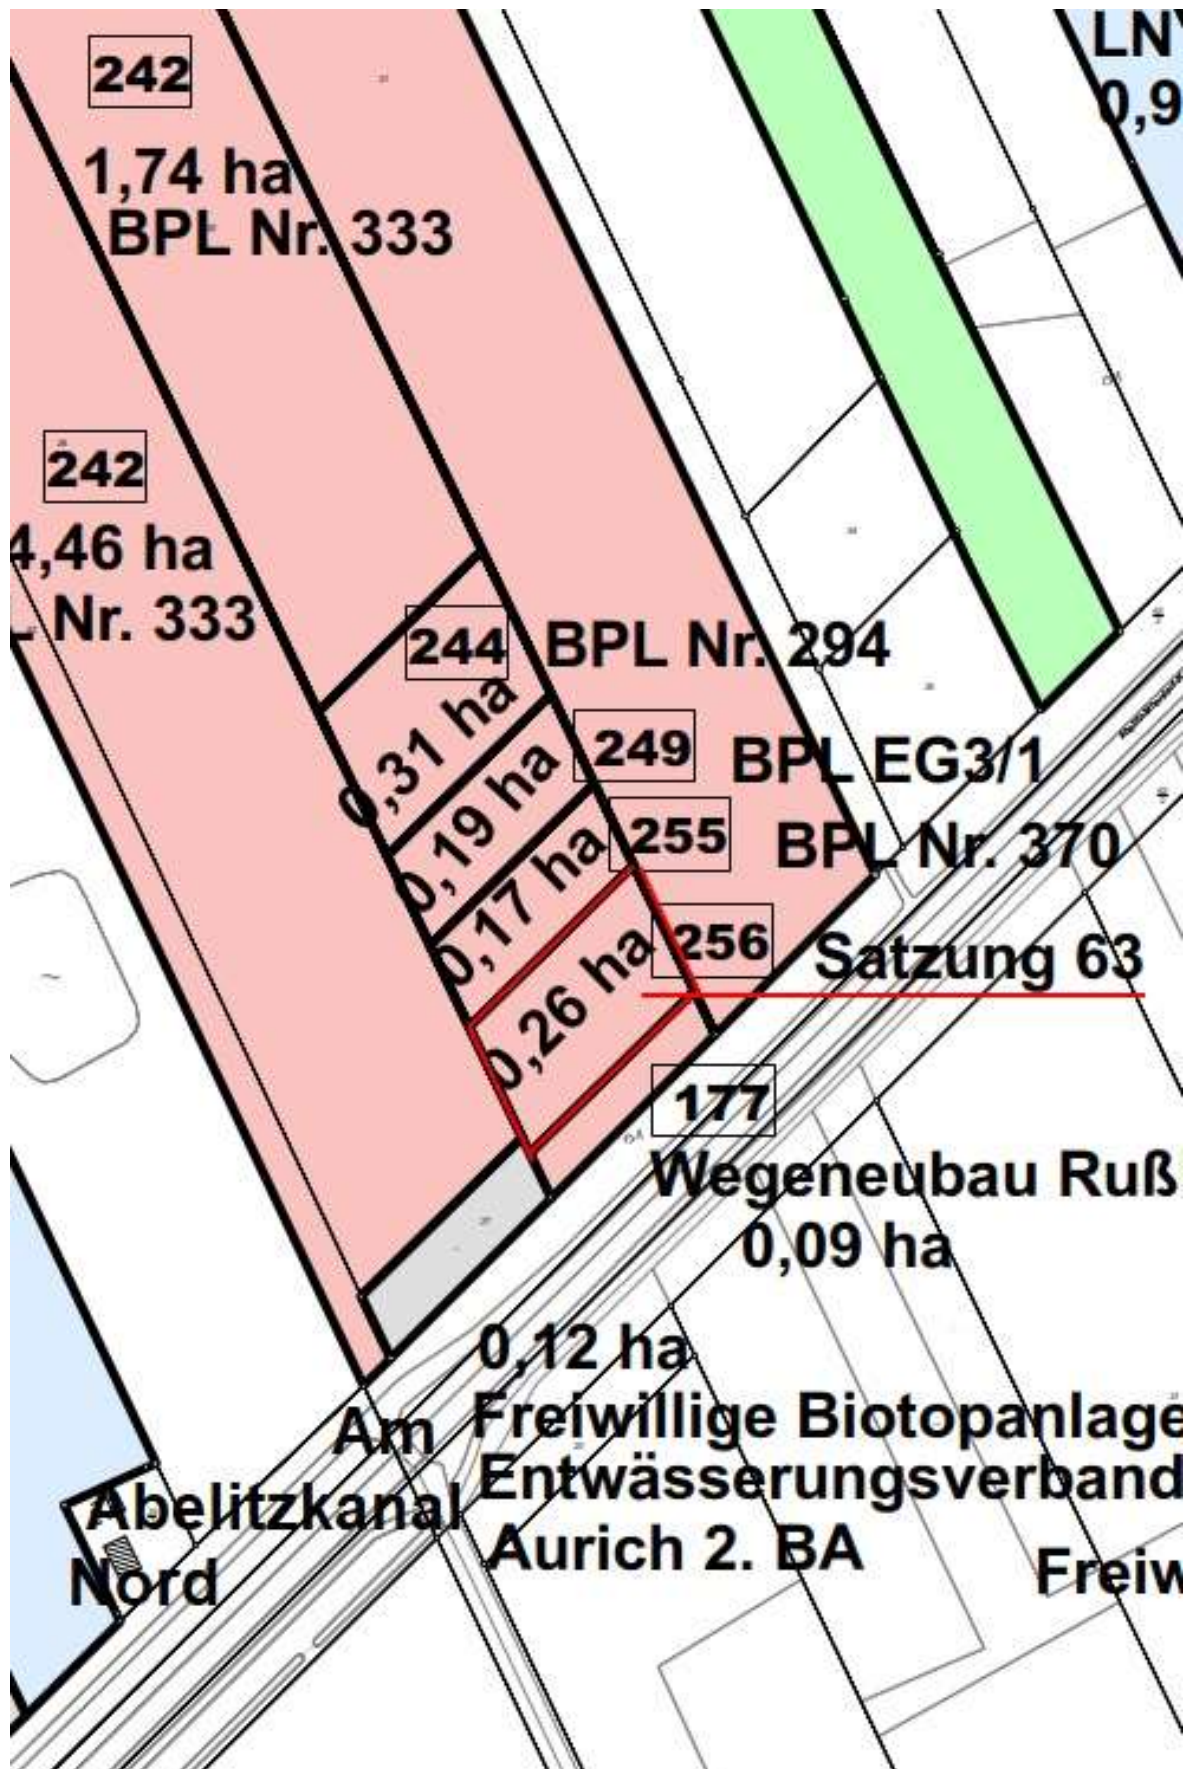 LN
0,9
242
1,74 ha
BPL Nr. 333
242
4,46 ha
L Nr. 333
244
BPL Nr. 294
0,31 ha
249
BPL EG3/1
0,19 ha
255
BPL Nr. 370
0,17 ha
256
Satzung 63
0,26 ha
177
Wegeneubau Ruß
0,09 ha
0,12 ha
Am
Abelitzkanal
Nord
Freiwillige Biotopanlage
Entwässerungsverband
Aurich 2. BA
Freiw